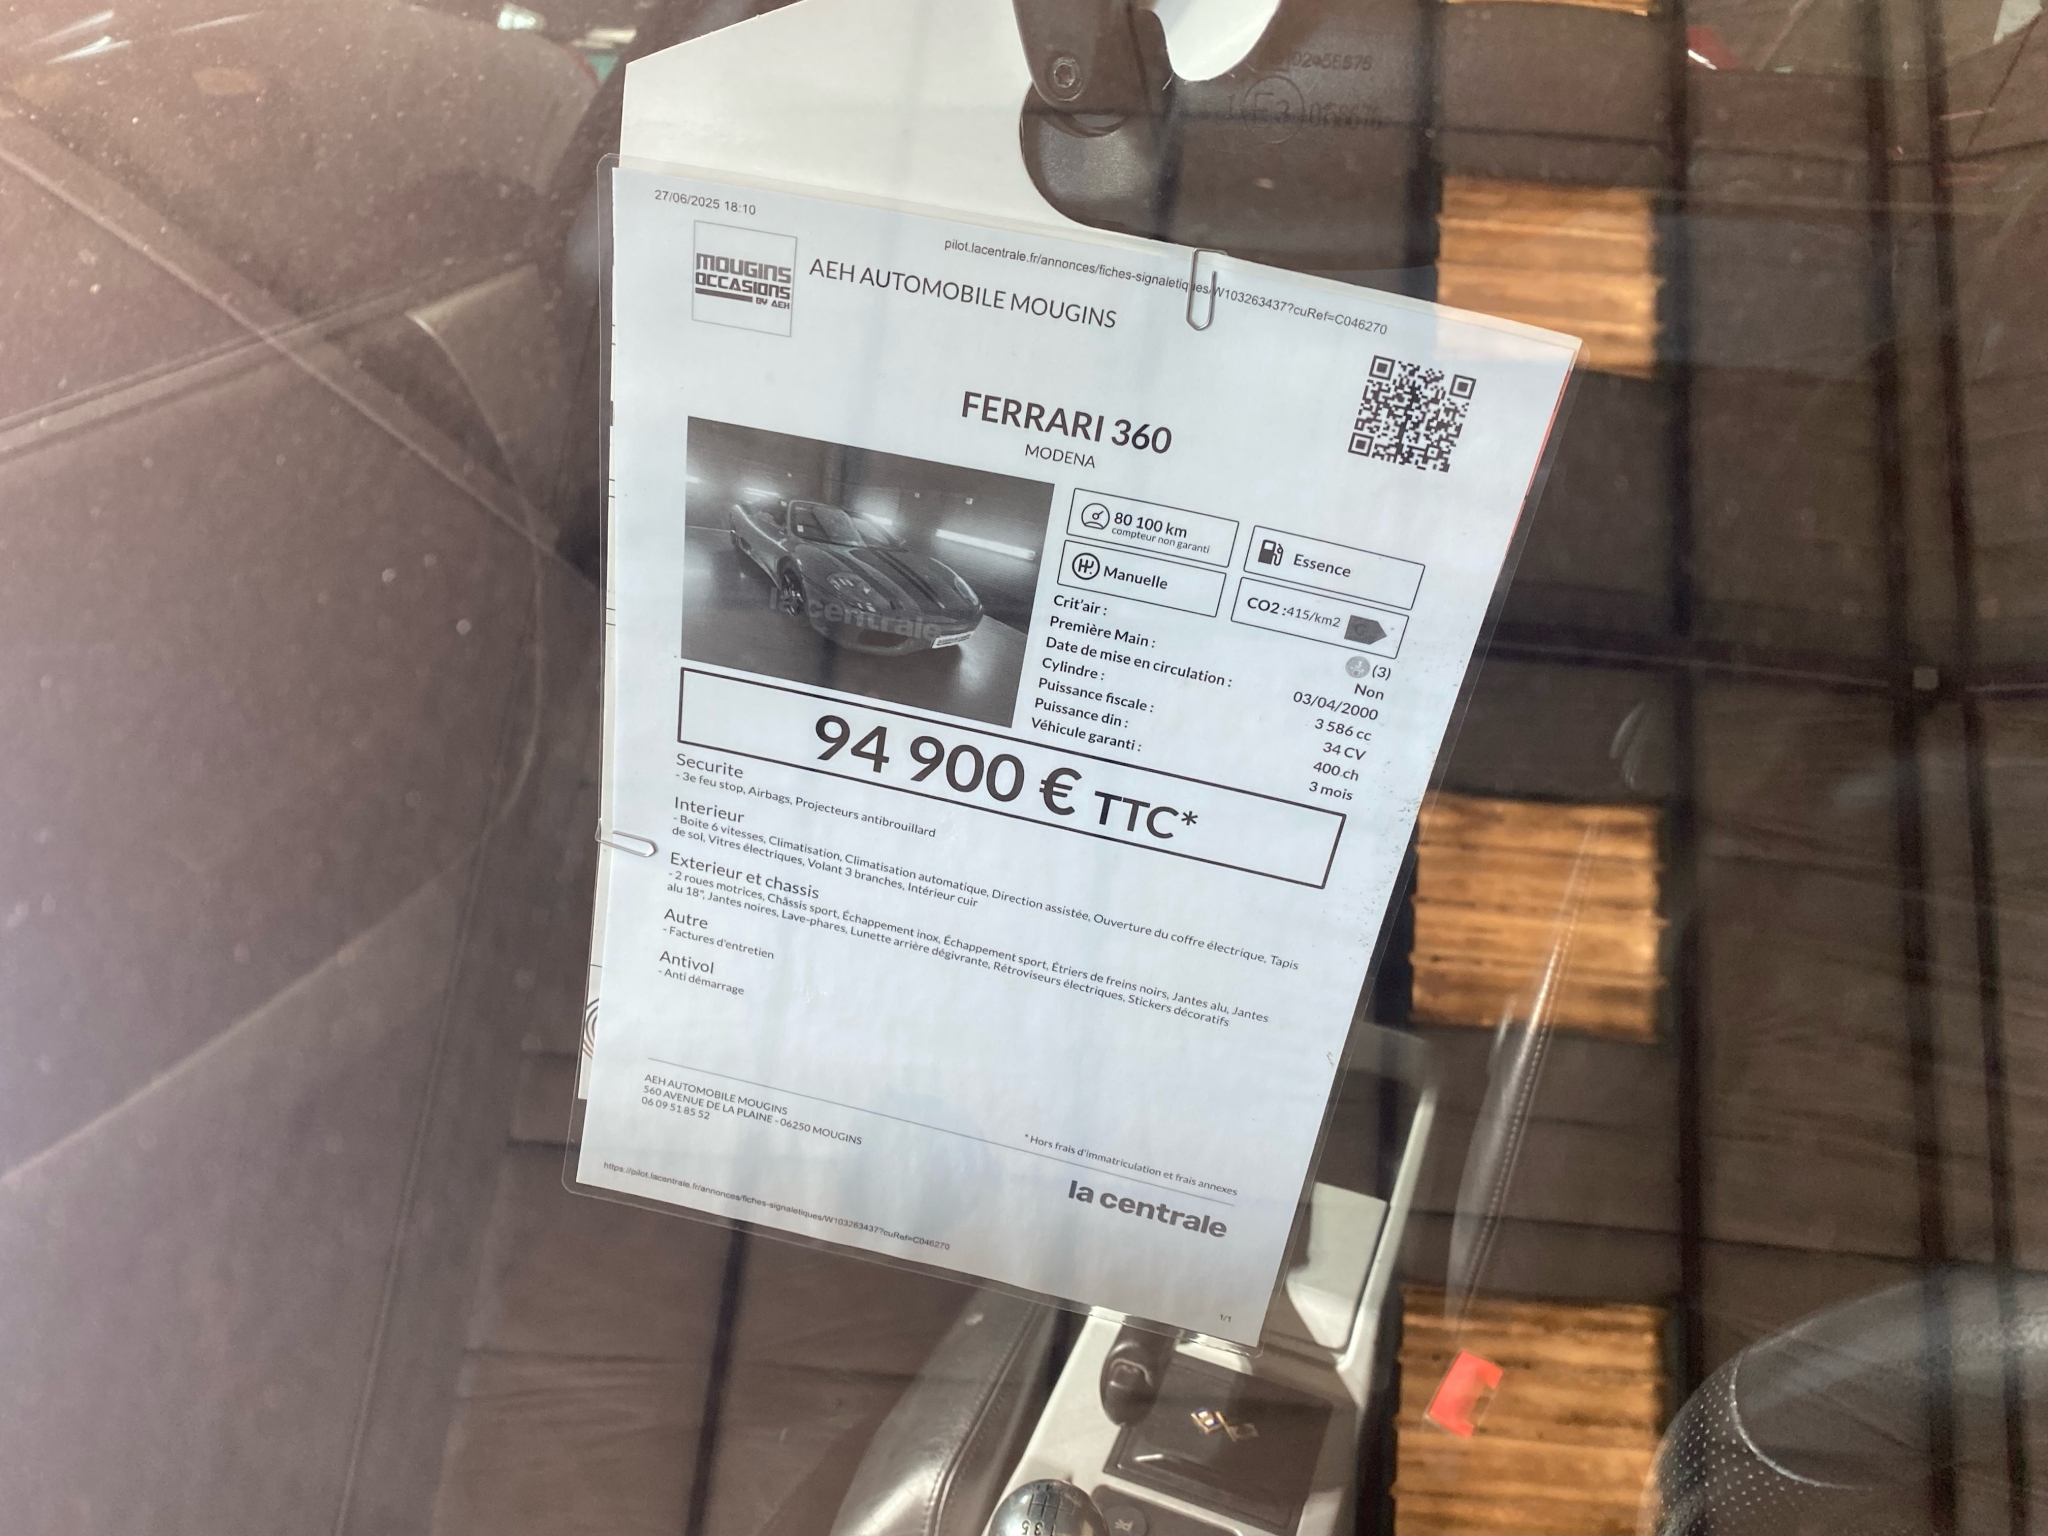 27/06/2025 18:10
pilot.lacentrale.fr/annonces/fiches-signaletiques/W103263437?cuRef=C046270
MOUGINS
OCCASIONS
BY AEH
AEH AUTOMOBILE MOUGINS
FERRARI 360
MODENA
80 100 km
compteur non garanti
Essence
Manuelle
CO2 :415/km2
G
la centrale
Crit'air : (3)
Première Main : Non
Date de mise en circulation : 03/04/2000
Cylindre : 3 586 cc
Puissance fiscale : 34 CV
Puissance din : 400 ch
Véhicule garanti : 3 mois
94 900 € TTC*
Securite
- 3e feu stop, Airbags, Projecteurs antibrouillard
Interieur
- Boite 6 vitesses, Climatisation, Climatisation automatique, Direction assistée, Ouverture du coffre électrique, Tapis
de sol, Vitres électriques, Volant 3 branches, Intérieur cuir
Exterieur et chassis
- 2 roues motrices, Châssis sport, Échappement inox, Échappement sport, Étriers de freins noirs, Jantes alu, Jantes
alu 18", Jantes noires, Lave-phares, Lunette arrière dégivrante, Rétroviseurs électriques, Stickers décoratifs
Autre
- Factures d'entretien
Antivol
- Anti démarrage
AEH AUTOMOBILE MOUGINS
560 AVENUE DE LA PLAINE - 06250 MOUGINS
06 09 51 85 52
* Hors frais d'immatriculation et frais annexes
la centrale
https://pilot.lacentrale.fr/annonces/fiches-signaletiques/W103263437?cuRef=C046270
1/1
1 3 5